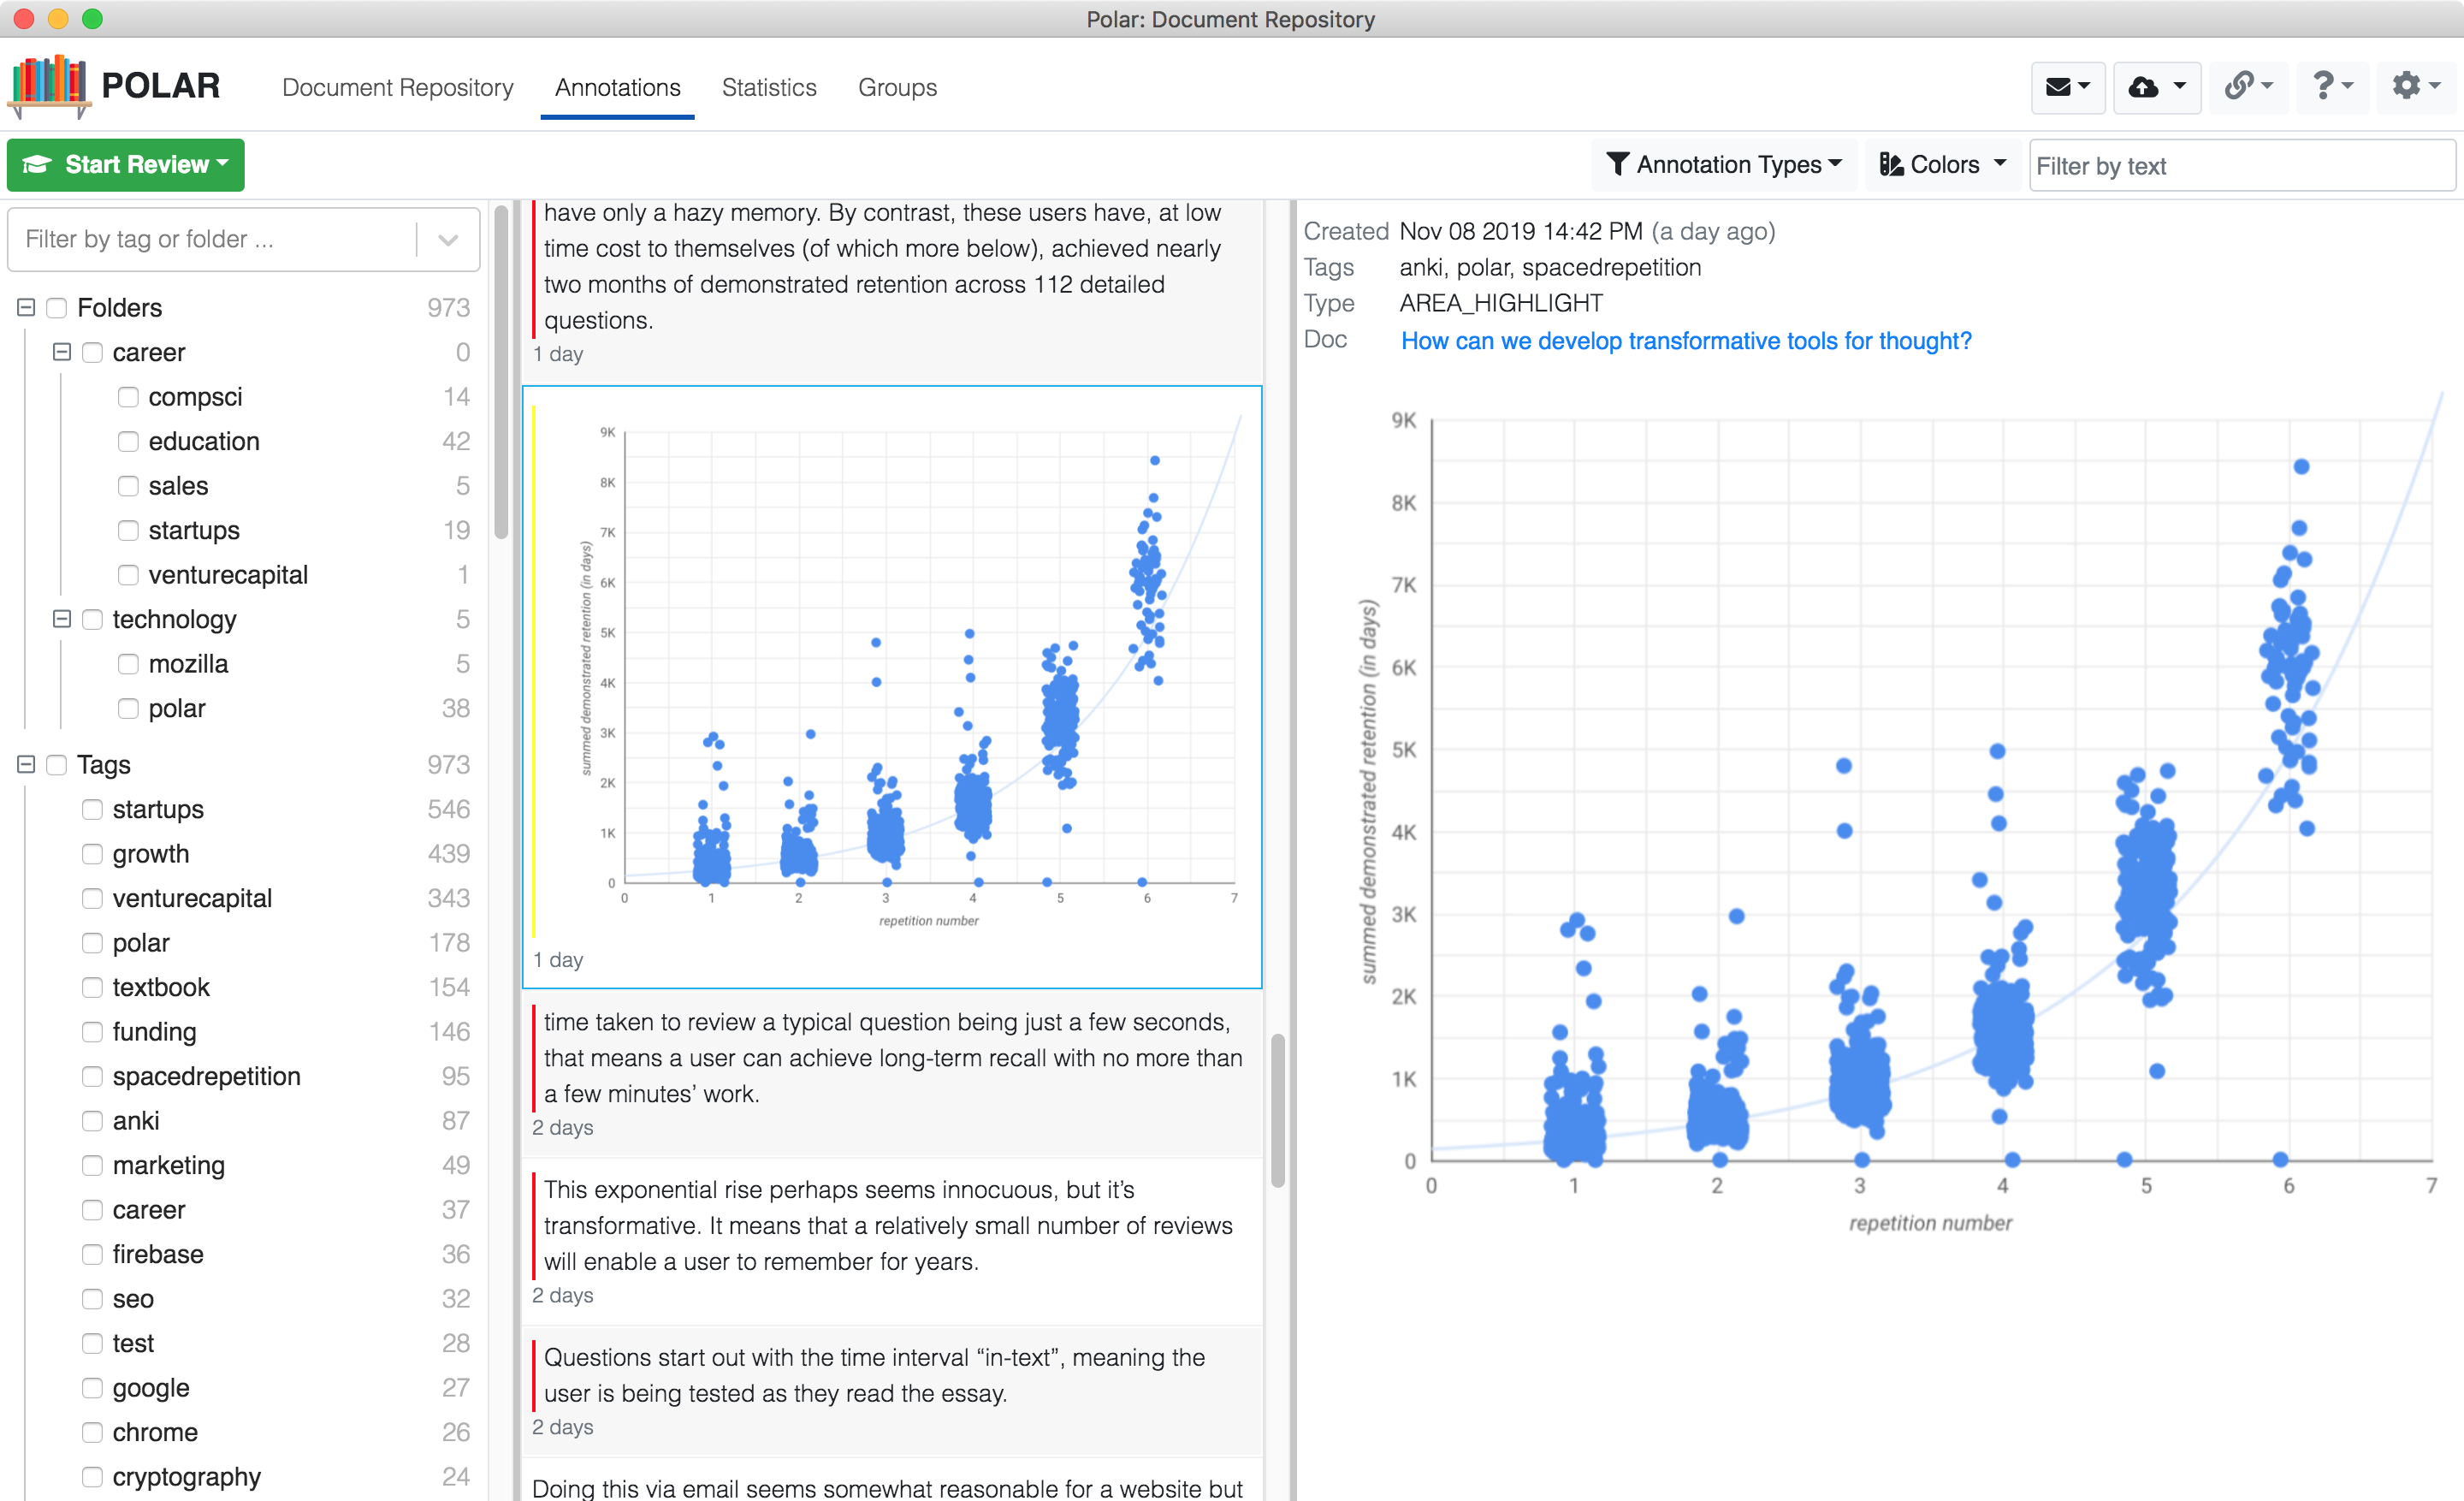 Polar: Document Repository
POLAR
Document Repository
Annotations
Statistics
Groups
Start Review
Annotation Types
Colors
Filter by text
Filter by tag or folder ...
Folders 973
career 0
compsci 14
education 42
sales 5
startups 19
venturecapital 1
technology 5
mozilla 5
polar 38
Tags 973
startups 546
growth 439
venturecapital 343
polar 178
textbook 154
funding 146
spacedrepetition 95
anki 87
marketing 49
career 37
firebase 36
seo 32
test 28
google 27
chrome 26
cryptography 24
have only a hazy memory. By contrast, these users have, at low
time cost to themselves (of which more below), achieved nearly
two months of demonstrated retention across 112 detailed
questions.
1 day
9K
8K
7K
6K
5K
4K
3K
2K
1K
0
summed demonstrated retention (in days)
0 1 2 3 4 5 6 7
repetition number
1 day
time taken to review a typical question being just a few seconds,
that means a user can achieve long-term recall with no more than
a few minutes’ work.
2 days
This exponential rise perhaps seems innocuous, but it’s
transformative. It means that a relatively small number of reviews
will enable a user to remember for years.
2 days
Questions start out with the time interval “in-text”, meaning the
user is being tested as they read the essay.
2 days
Doing this via email seems somewhat reasonable for a website but
Created Nov 08 2019 14:42 PM (a day ago)
Tags anki, polar, spacedrepetition
Type AREA_HIGHLIGHT
Doc How can we develop transformative tools for thought?
9K
8K
7K
6K
5K
4K
3K
2K
1K
0
summed demonstrated retention (in days)
0 1 2 3 4 5 6 7
repetition number